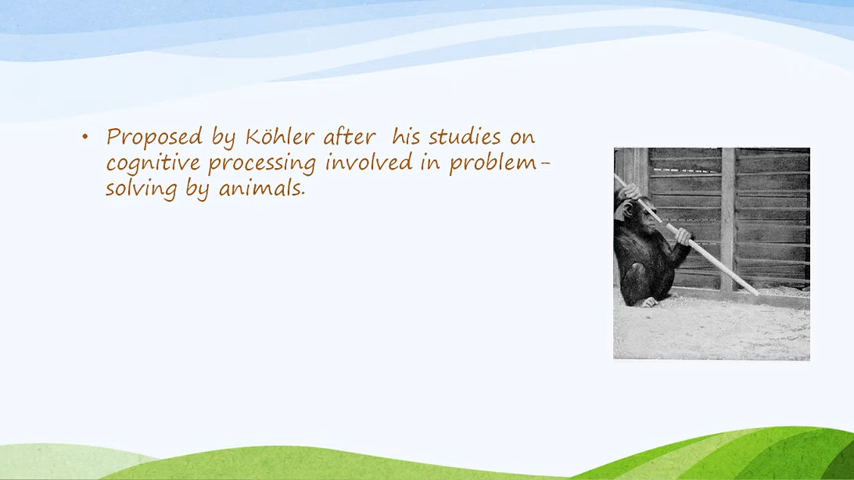 • Proposed by Köhler after  his studies on
cognitive processing involved in problem-
solving by animals.